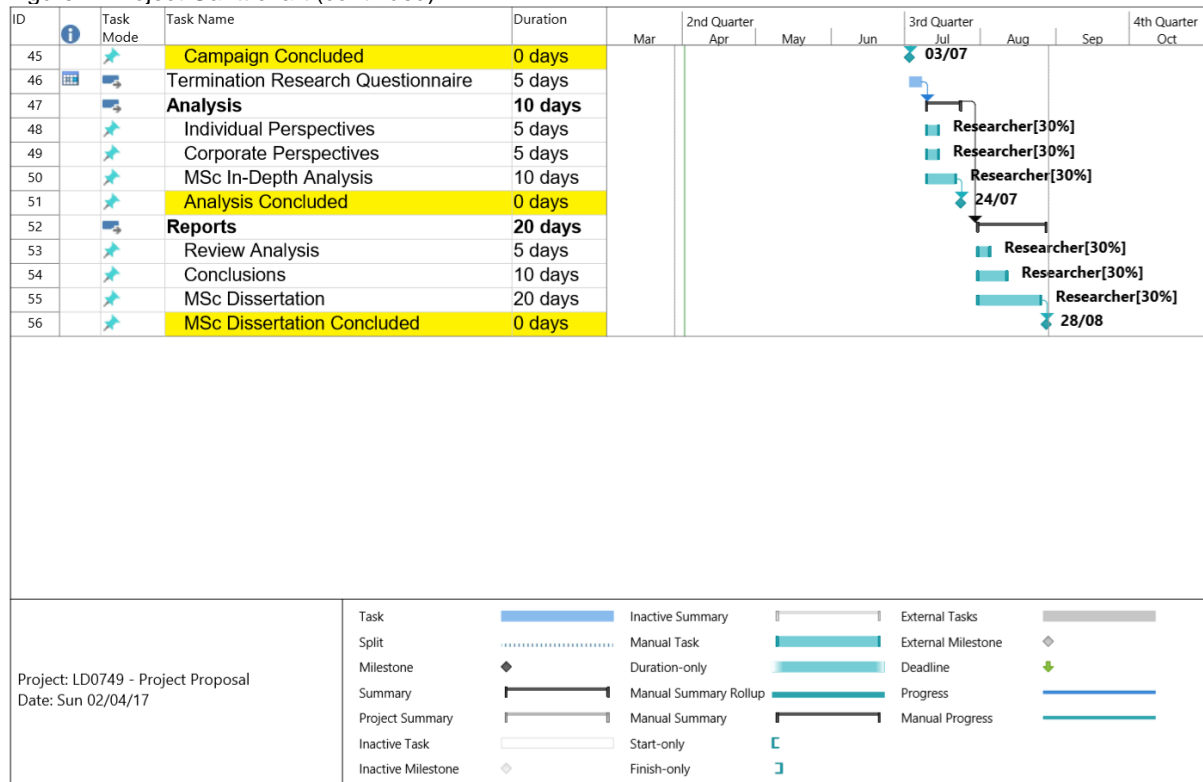 ID Task Mode Task Name Duration 2nd Quarter 3rd Quarter 4th Quarter
Mar Apr May Jun Jul Aug Sep Oct
45 Campaign Concluded 0 days 03/07
46 Termination Research Questionnaire 5 days
47 Analysis 10 days
48 Individual Perspectives 5 days Researcher[30%]
49 Corporate Perspectives 5 days Researcher[30%]
50 MSc In-Depth Analysis 10 days Researcher[30%]
51 Analysis Concluded 0 days 24/07
52 Reports 20 days
53 Review Analysis 5 days Researcher[30%]
54 Conclusions 10 days Researcher[30%]
55 MSc Dissertation 20 days Researcher[30%]
56 MSc Dissertation Concluded 0 days 28/08
Project: LD0749 - Project Proposal
Date: Sun 02/04/17
Task
Split
Milestone
Summary
Project Summary
Inactive Task
Inactive Milestone
Inactive Summary
Manual Task
Duration-only
Manual Summary Rollup
Manual Summary
Start-only
Finish-only
External Tasks
External Milestone
Deadline
Progress
Manual Progress